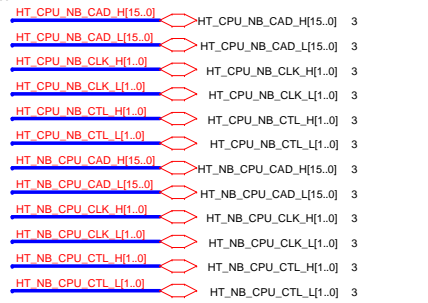 HT_CPU_NB_CAD_H[15..0] HT_CPU_NB_CAD_H[15..0] 3
HT_CPU_NB_CAD_L[15..0] HT_CPU_NB_CAD_L[15..0] 3
HT_CPU_NB_CLK_H[1..0] HT_CPU_NB_CLK_H[1..0] 3
HT_CPU_NB_CLK_L[1..0] HT_CPU_NB_CLK_L[1..0] 3
HT_CPU_NB_CTL_H[1..0] HT_CPU_NB_CTL_H[1..0] 3
HT_CPU_NB_CTL_L[1..0] HT_CPU_NB_CTL_L[1..0] 3
HT_NB_CPU_CAD_H[15..0] HT_NB_CPU_CAD_H[15..0] 3
HT_NB_CPU_CAD_L[15..0] HT_NB_CPU_CAD_L[15..0] 3
HT_NB_CPU_CLK_H[1..0] HT_NB_CPU_CLK_H[1..0] 3
HT_NB_CPU_CLK_L[1..0] HT_NB_CPU_CLK_L[1..0] 3
HT_NB_CPU_CTL_H[1..0] HT_NB_CPU_CTL_H[1..0] 3
HT_NB_CPU_CTL_L[1..0] HT_NB_CPU_CTL_L[1..0] 3